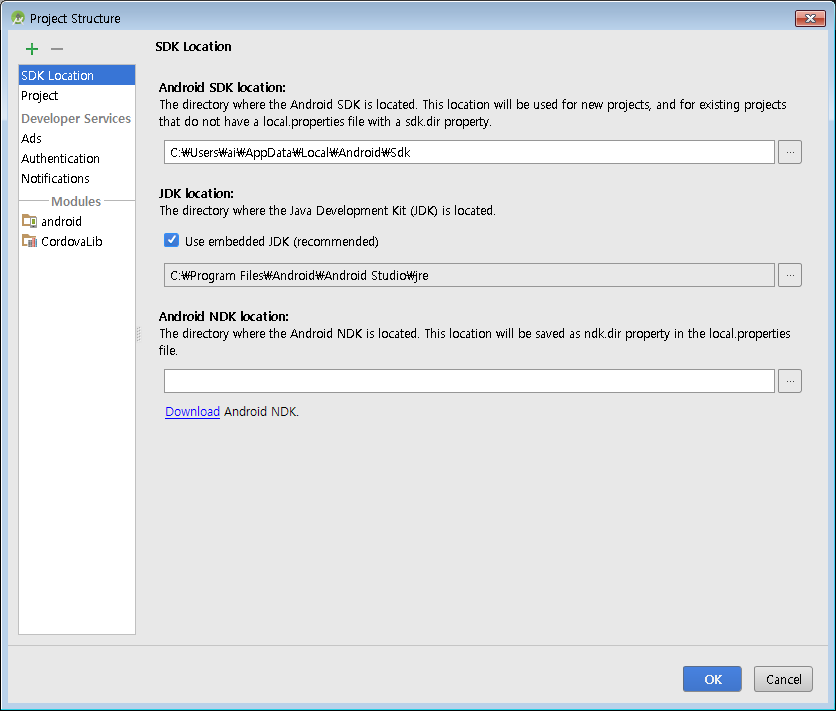 Project Structure
SDK Location
SDK Location
Project
Developer Services
Ads
Authentication
Notifications
Modules
android
CordovaLib
Android SDK location:
The directory where the Android SDK is located. This location will be used for new projects, and for existing projects
that do not have a local.properties file with a sdk.dir property.
C:₩Users₩ai₩AppData₩Local₩Android₩Sdk
...
JDK location:
The directory where the Java Development Kit (JDK) is located.
Use embedded JDK (recommended)
C:₩Program Files₩Android₩Android Studio₩jre
...
Android NDK location:
The directory where the Android NDK is located. This location will be saved as ndk.dir property in the local.properties
file.
...
Download Android NDK.
OK
Cancel